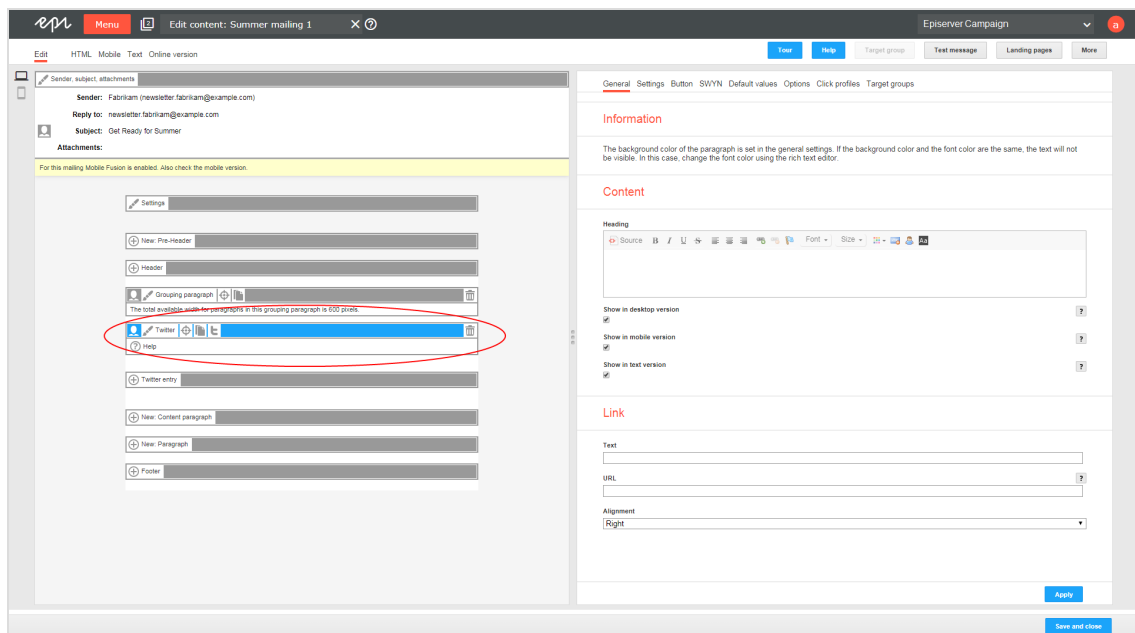 epi
Menu
2
Edit content: Summer mailing 1
Episerver Campaign
a
Edit HTML Mobile Text Online version
Tour Help Target group Test message Landing pages More
Sender, subject, attachments
Sender: Fabrikam (newsletter.fabrikam@example.com)
Reply to: newsletter.fabrikam@example.com
Subject: Get Ready for Summer
Attachments:
For this mailing Mobile Fusion is enabled. Also check the mobile version.
Settings
New: Pre-Header
Header
Grouping paragraph
The total available width for paragraphs in this grouping paragraph is 600 pixels.
Twitter
? Help
Twitter entry
New: Content paragraph
New: Paragraph
Footer
General Settings Button SWYN Default values Options Click profiles Target groups
Information
The background color of the paragraph is set in the general settings. If the background color and the font color are the same, the text will not
be visible. In this case, change the font color using the rich text editor.
Content
Heading
Source B I U S Font Size Aa
Show in desktop version ?
Show in mobile version ?
Show in text version ?
Link
Text
URL ?
Alignment
Right
Apply
Save and close